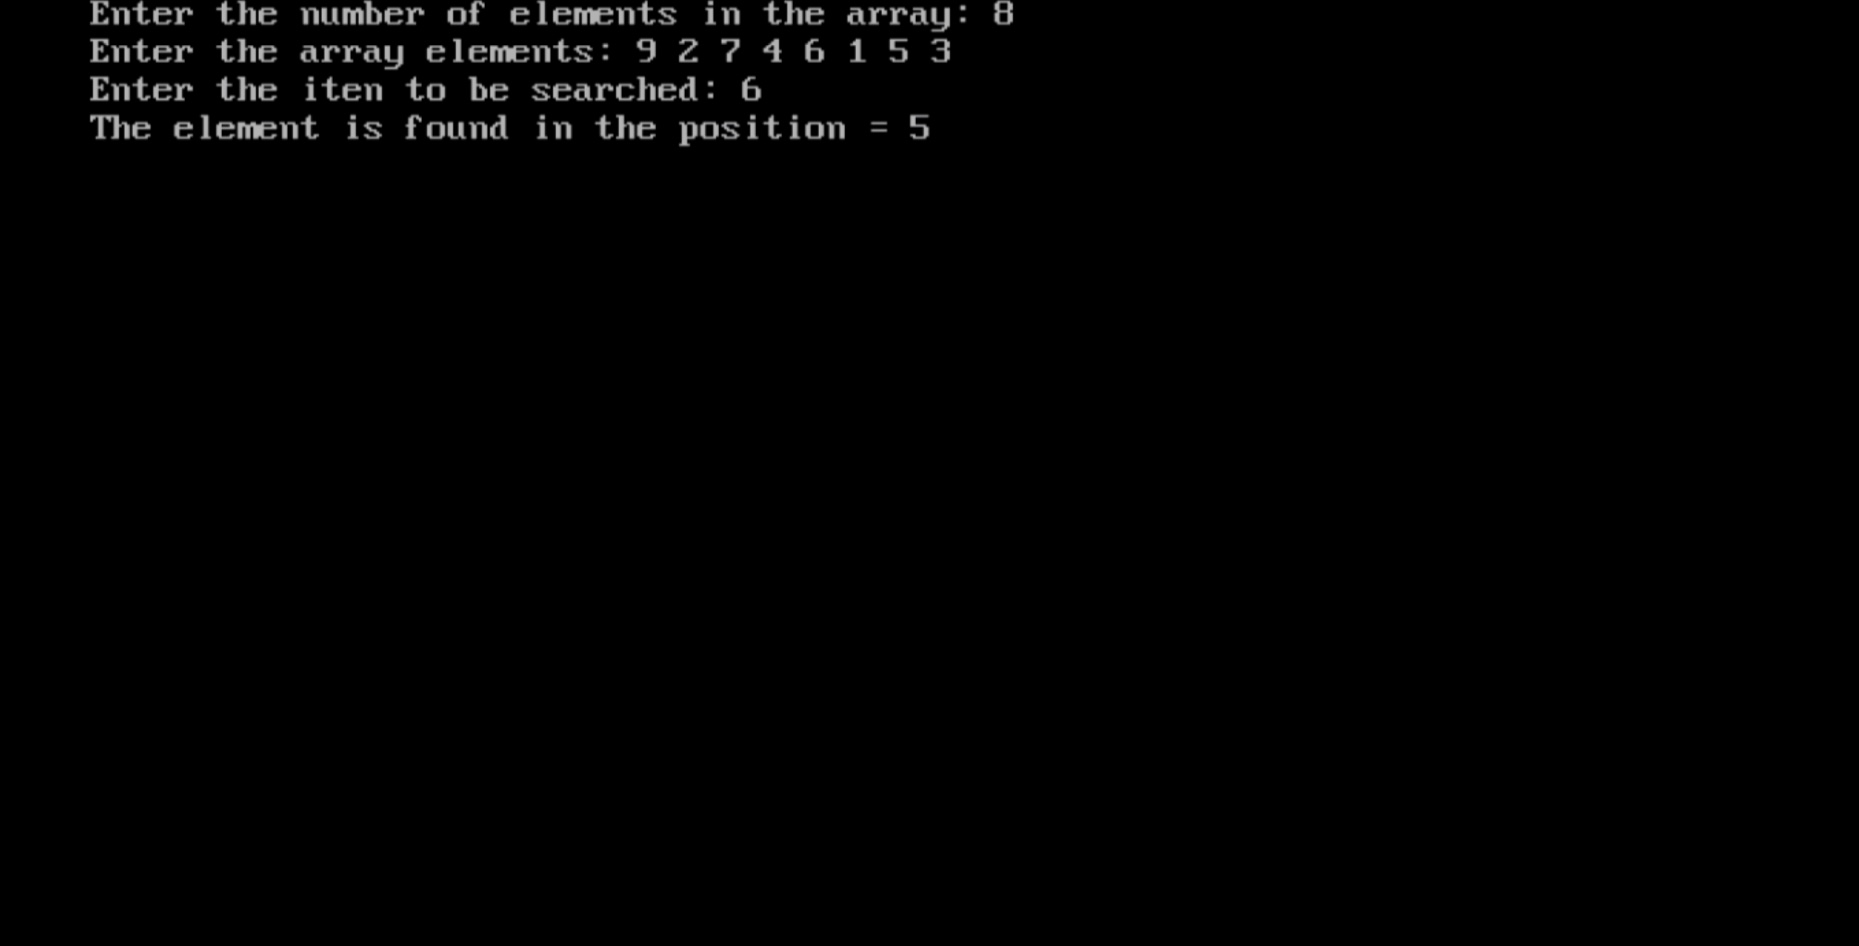 Enter the number of elements in the array: 8
Enter the array elements: 9 2 7 4 6 1 5 3
Enter the iten to be searched: 6
The element is found in the position = 5